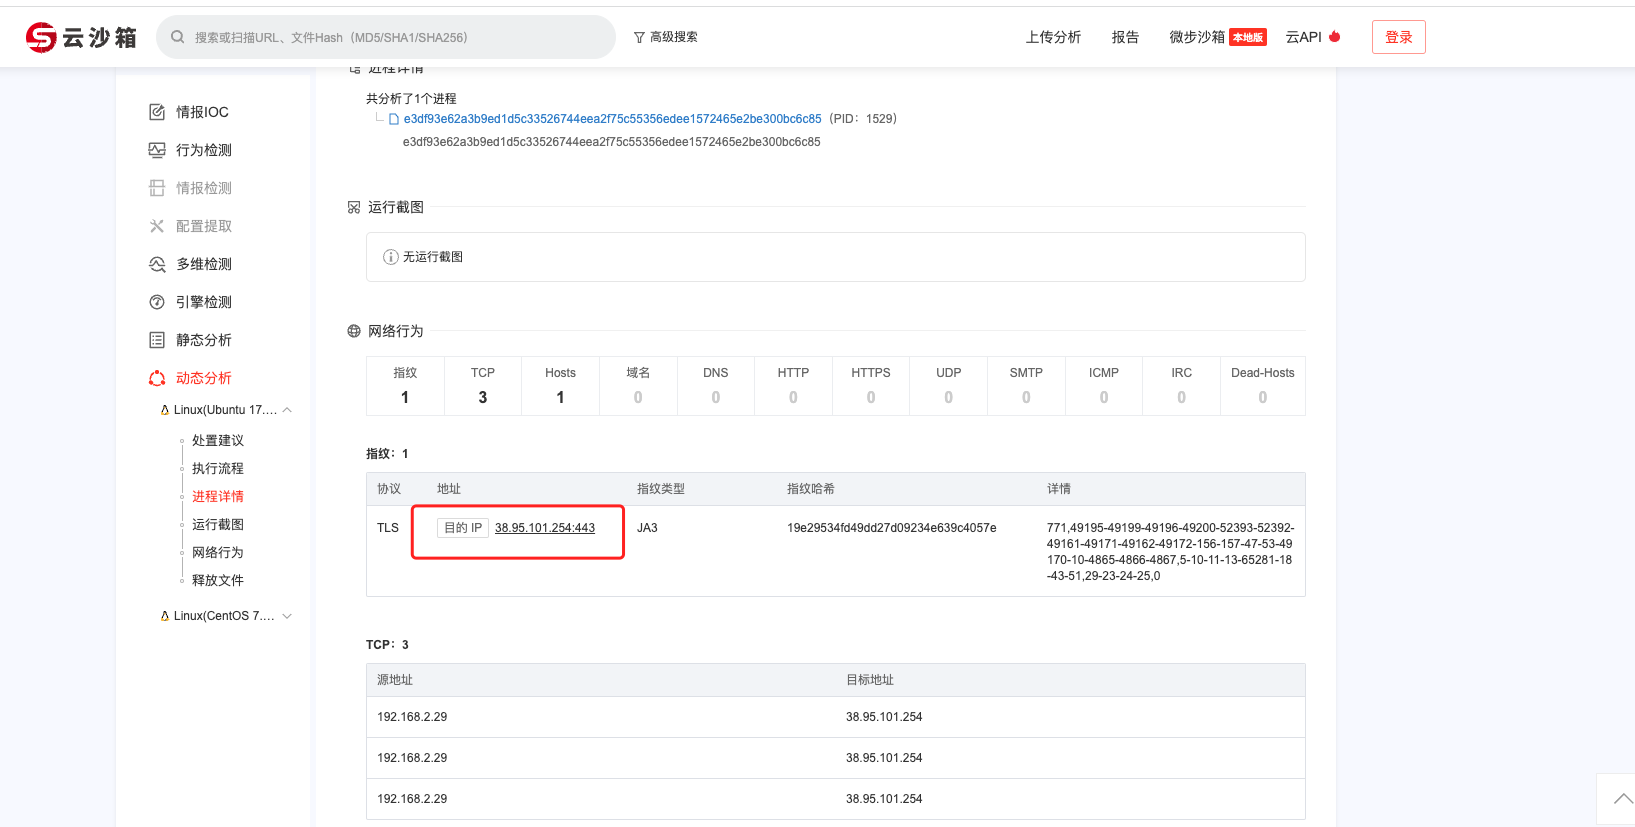 云沙箱
搜索或扫描URL、文件Hash（MD5/SHA1/SHA256）
高级搜索
上传分析
报告
微步沙箱 本地版
云API
登录
情报IOC
行为检测
情报检测
配置提取
多维检测
引擎检测
静态分析
动态分析
Linux(Ubuntu 17....
处置建议
执行流程
进程详情
运行截图
网络行为
释放文件
Linux(CentOS 7....
进程详情
共分析了1个进程
e3df93e62a3b9ed1d5c33526744eea2f75c55356edee1572465e2be300bc6c85（PID：1529）
e3df93e62a3b9ed1d5c33526744eea2f75c55356edee1572465e2be300bc6c85
运行截图
无运行截图
网络行为
指纹 TCP Hosts 域名 DNS HTTP HTTPS UDP SMTP ICMP IRC Dead-Hosts
1 3 1 0 0 0 0 0 0 0 0 0
指纹：1
协议 地址 指纹类型 指纹哈希 详情
TLS 目的 IP 38.95.101.254:443 JA3 19e29534fd49dd27d09234e639c4057e 771,49195-49199-49196-49200-52393-52392-
49161-49171-49162-49172-156-157-47-53-49
170-10-4865-4866-4867,5-10-11-13-65281-18
-43-51,29-23-24-25,0
TCP：3
源地址 目标地址
192.168.2.29 38.95.101.254
192.168.2.29 38.95.101.254
192.168.2.29 38.95.101.254